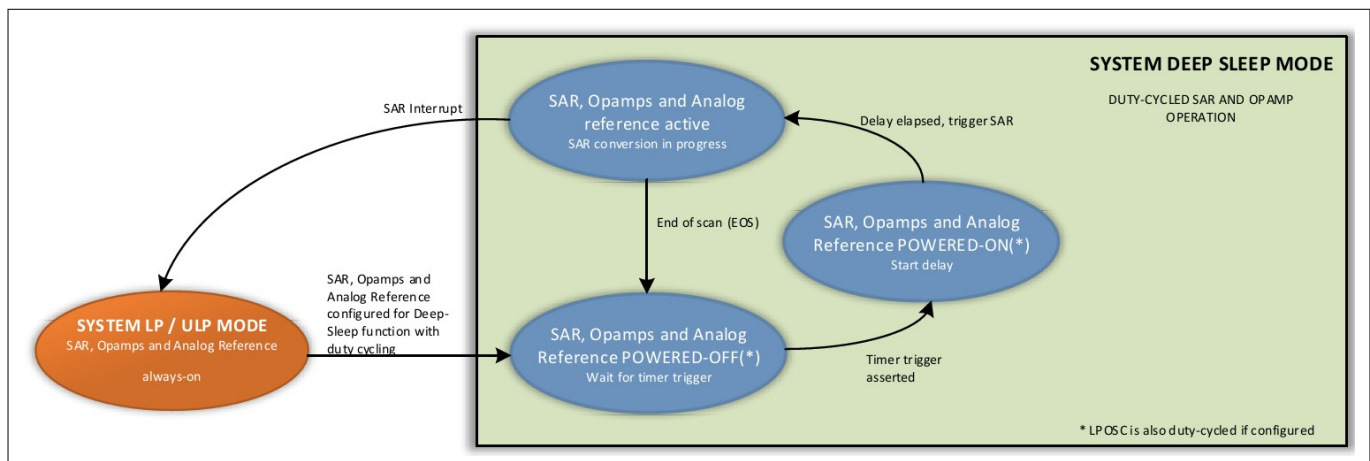 SYSTEM DEEP SLEEP MODE
DUTY-CYCLED SAR AND OPAMP
OPERATION
SAR Interrupt
SAR, Opamps and Analog
reference active
SAR conversion in progress
Delay elapsed, trigger SAR
End of scan (EOS)
SAR, Opamps and Analog
Reference POWERED-ON(*)
Start delay
SAR, Opamps and
Analog Reference
configured for Deep-
Sleep function with
duty cycling
SYSTEM LP / ULP MODE
SAR, Opamps and Analog Reference
always-on
SAR, Opamps and Analog
Reference POWERED-OFF(*)
Wait for timer trigger
Timer trigger
asserted
* LPOSC is also duty-cycled if configured